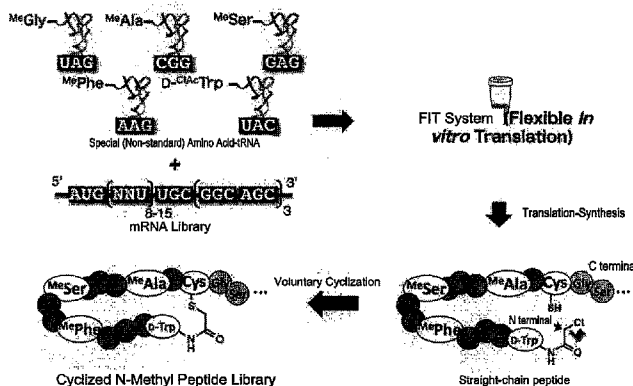 MeGly
MeAla
MeSer
UAG
CGG
GAG
MePhe
D-ClAcTrp
AAG
UAC
Special (Non-standard) Amino Acid-tRNA
+
5'
3'
AUG NNU UGC GGC AGC
8-15
3
mRNA Library
FIT System (Flexible In
vitro Translation)
Translation-Synthesis
C terminal
MeSer
MeAla
Cys
...
SH
MePhe
N terminal
Cl
D-Trp
N
H
O
Straight-chain peptide
Voluntary Cyclization
MeSer
MeAla
Cys
...
S
MePhe
D-Trp
N
H
O
Cyclized N-Methyl Peptide Library